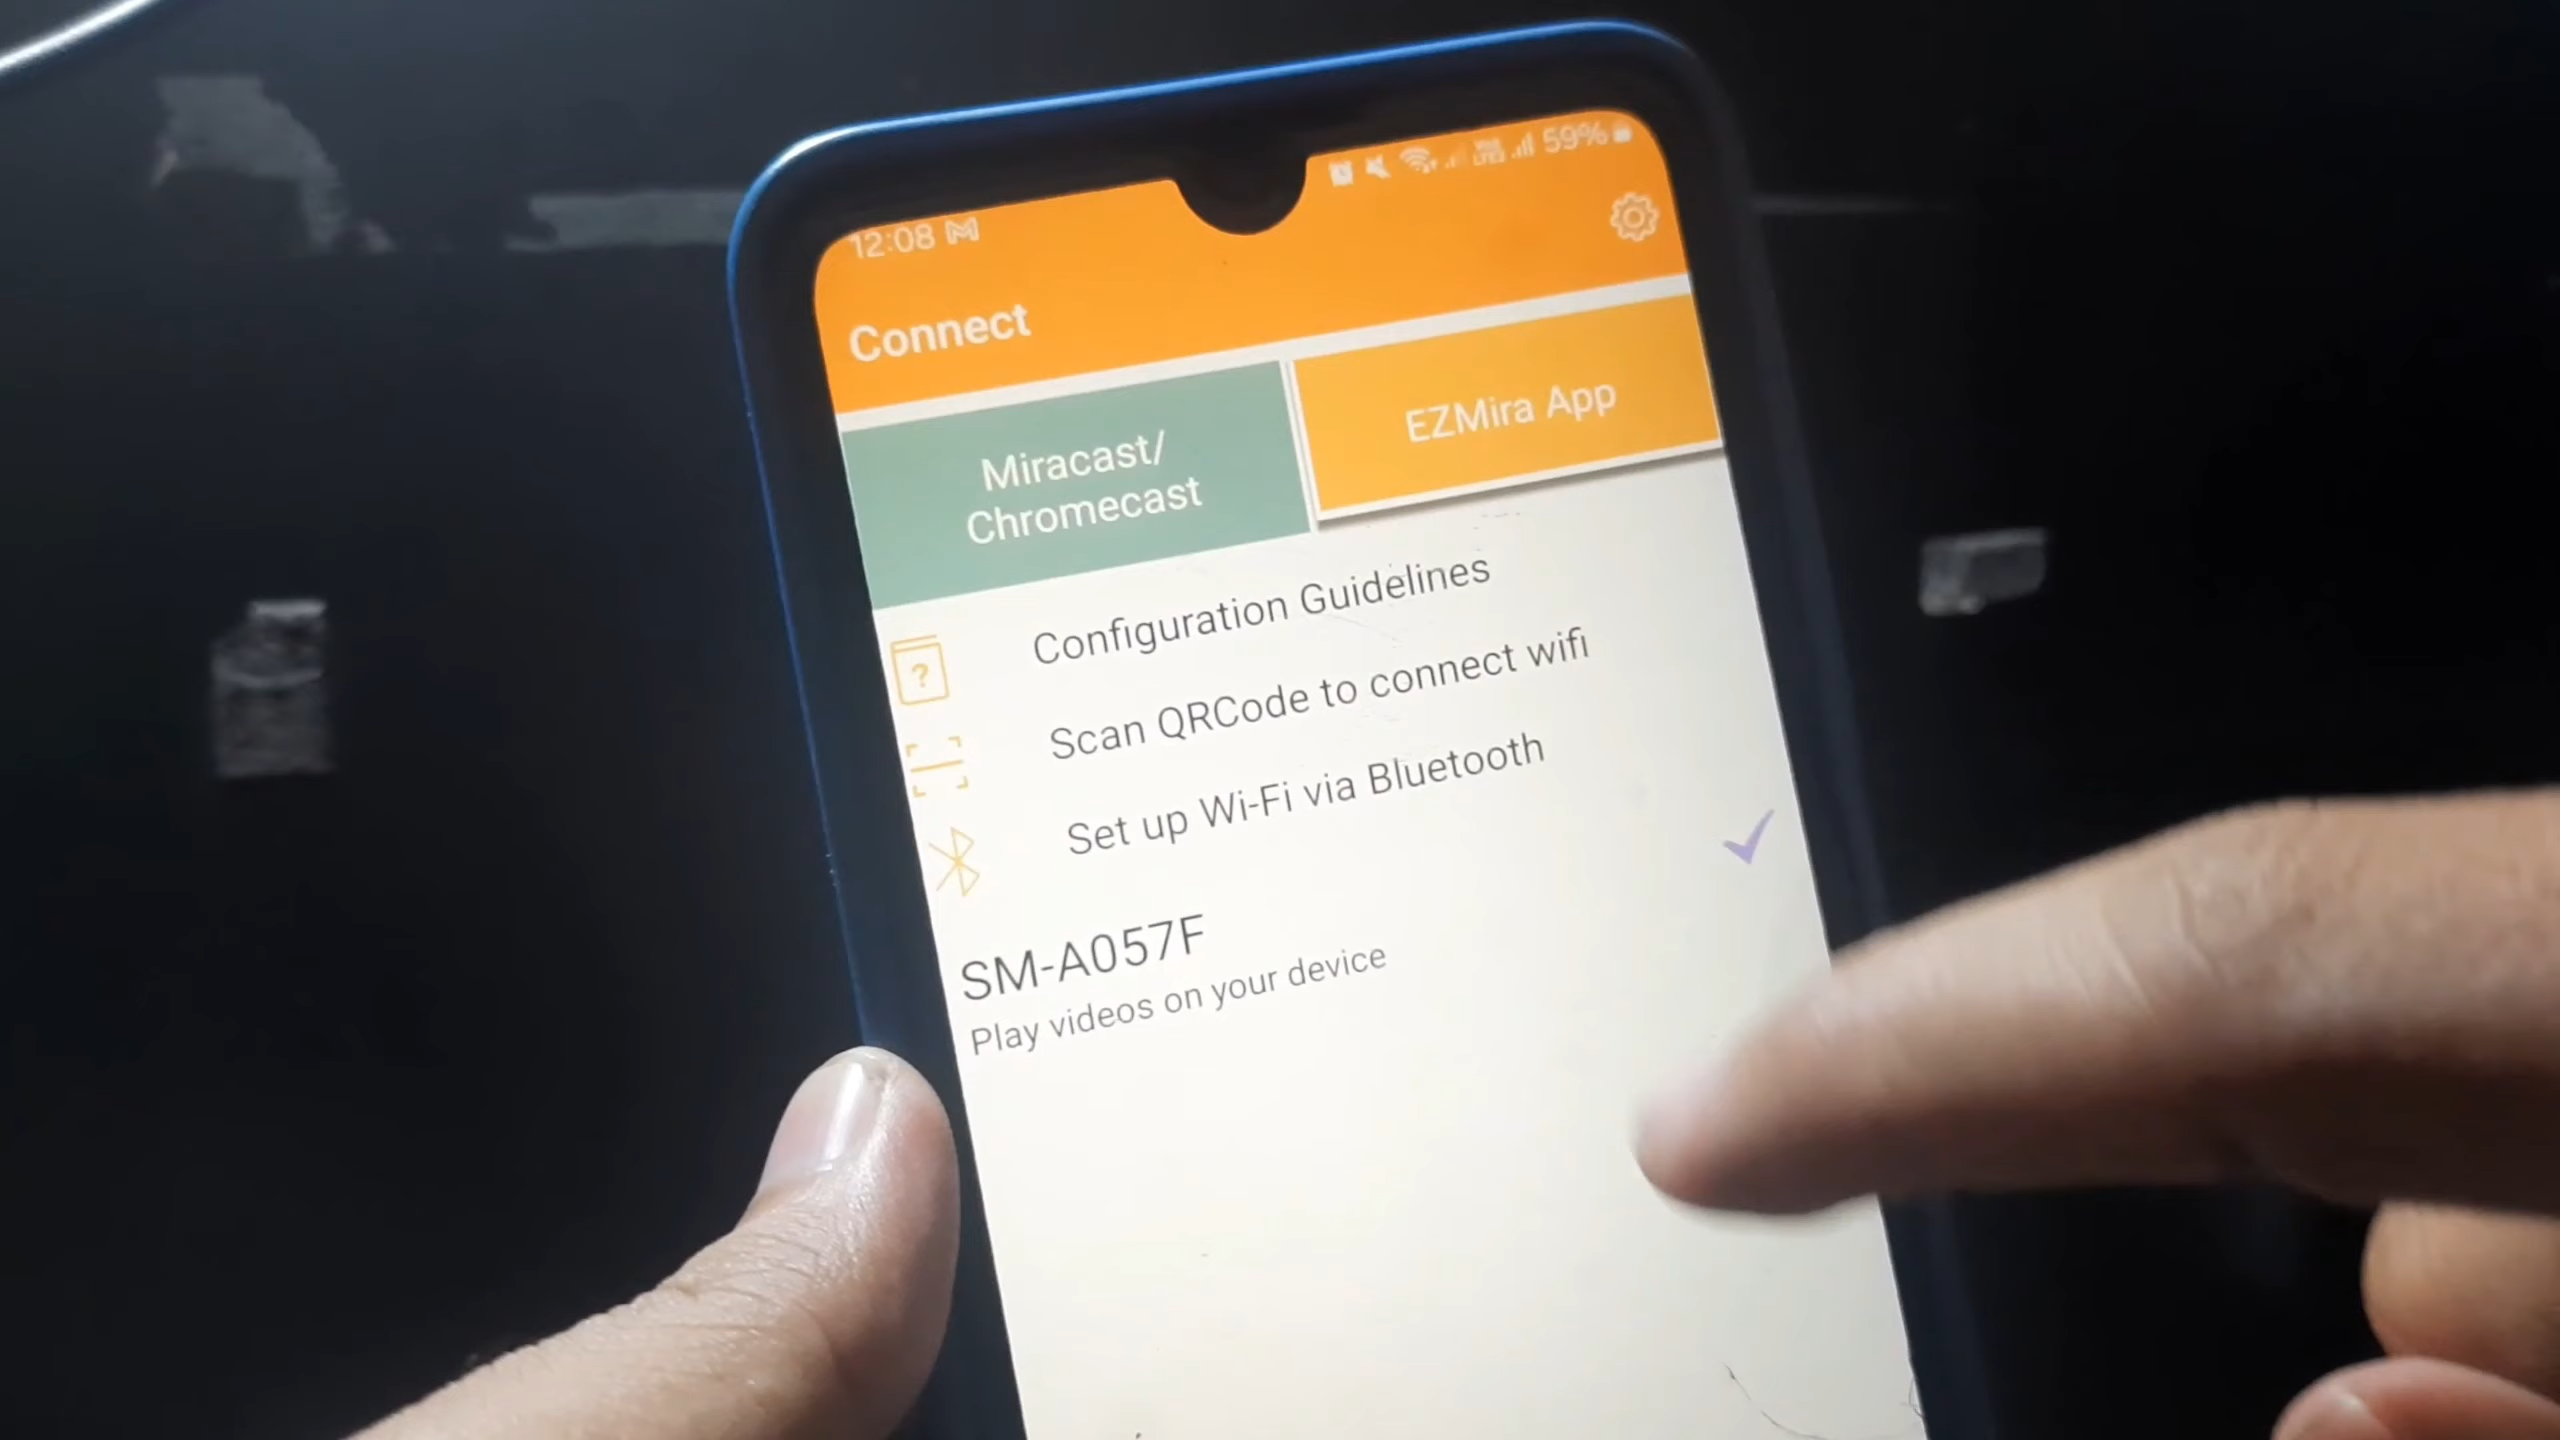 12:08
59%
Connect
Miracast/
Chromecast
EZMira App
Configuration Guidelines
Scan QRCode to connect wifi
Set up Wi-Fi via Bluetooth
SM-A057F
Play videos on your device